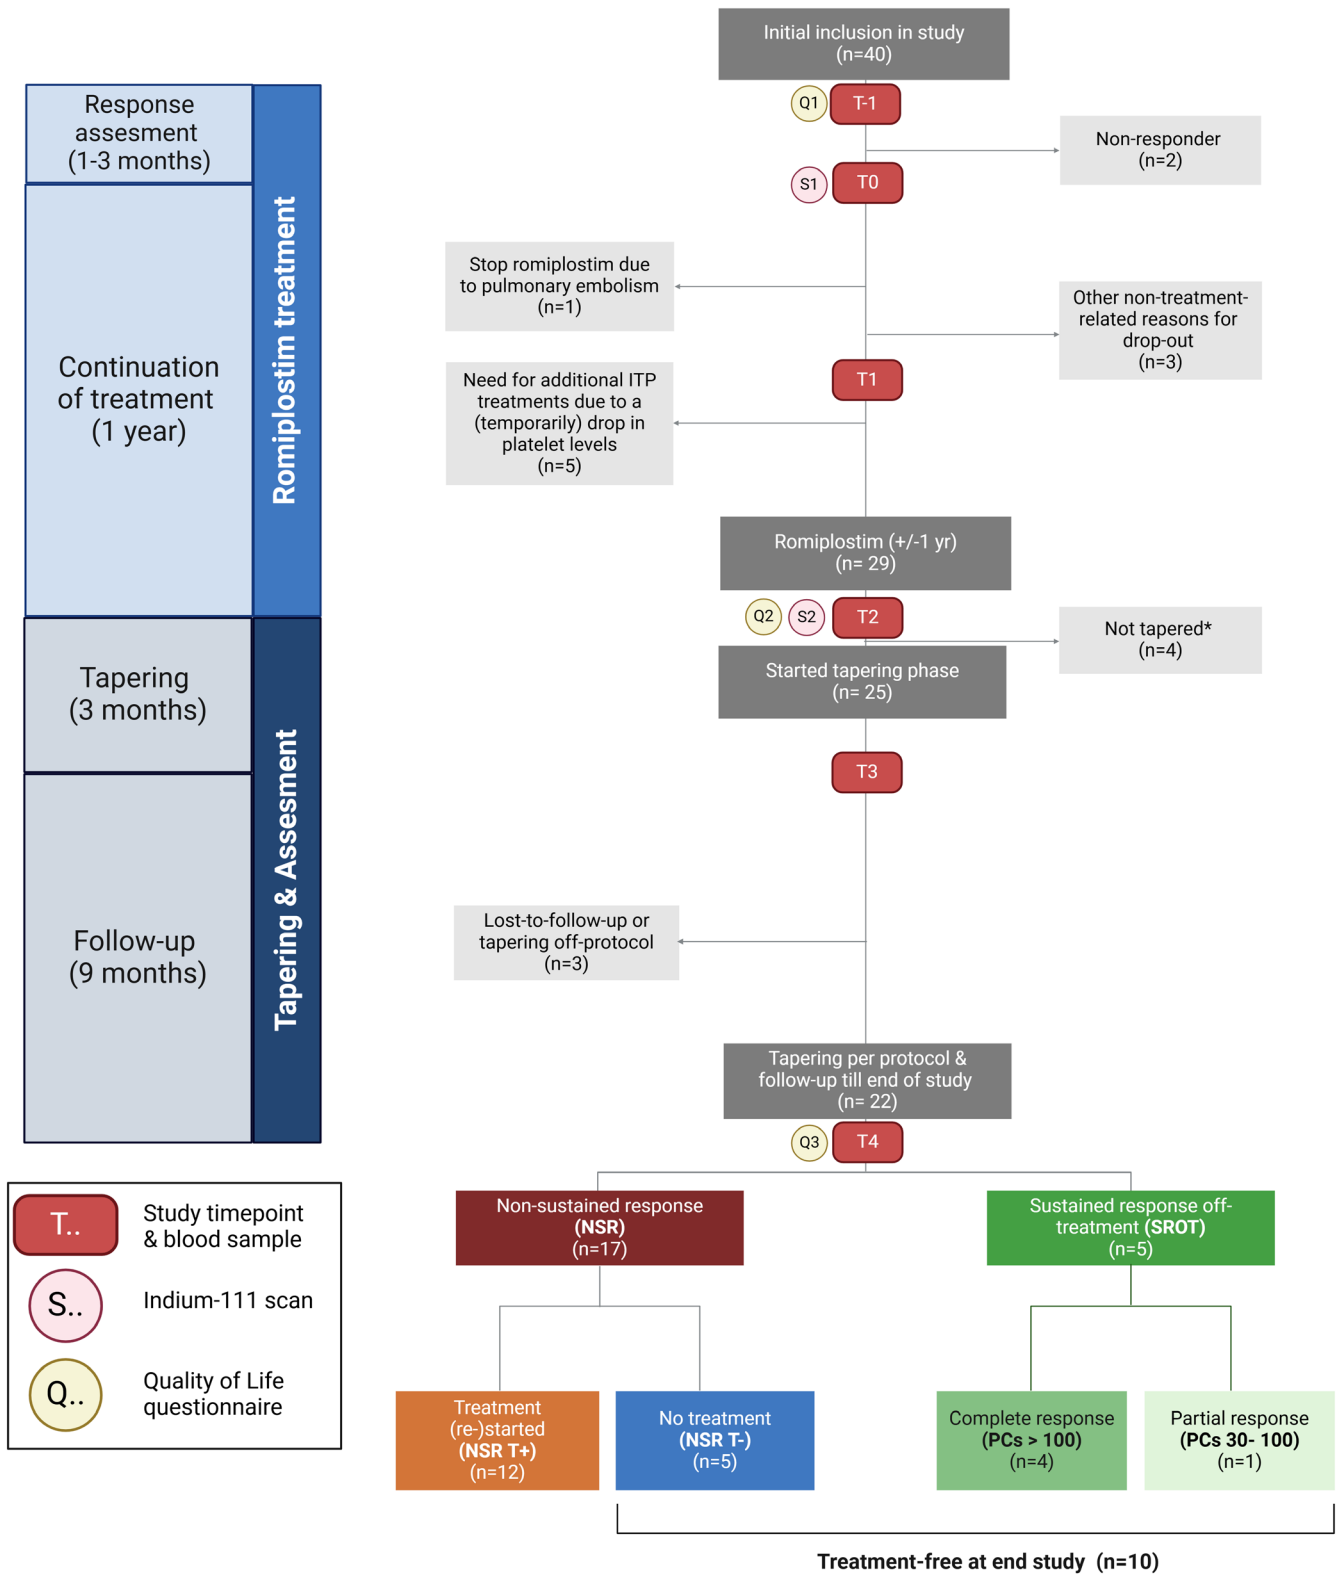 Initial inclusion in study
(n=40)
Q1
T-1
Non-responder
(n=2)
S1
T0
Stop romiplostim due
to pulmonary embolism
(n=1)
Other non-treatment-
related reasons for
drop-out
(n=3)
T1
Need for additional ITP
treatments due to a
(temporarily) drop in
platelet levels
(n=5)
Romiplostim (+/-1 yr)
(n= 29)
Q2
S2
T2
Not tapered*
(n=4)
Started tapering phase
(n= 25)
T3
Lost-to-follow-up or
tapering off-protocol
(n=3)
Tapering per protocol &
follow-up till end of study
(n= 22)
Q3
T4
Non-sustained response
(NSR)
(n=17)
Sustained response off-
treatment (SROT)
(n=5)
Treatment
(re-)started
(NSR T+)
(n=12)
No treatment
(NSR T-)
(n=5)
Complete response
(PCs > 100)
(n=4)
Partial response
(PCs 30- 100)
(n=1)
Treatment-free at end study (n=10)
Response
assesment
(1-3 months)
Continuation
of treatment
(1 year)
Romiplostim treatment
Tapering
(3 months)
Follow-up
(9 months)
Tapering & Assesment
T..
Study timepoint
& blood sample
S..
Indium-111 scan
Q..
Quality of Life
questionnaire